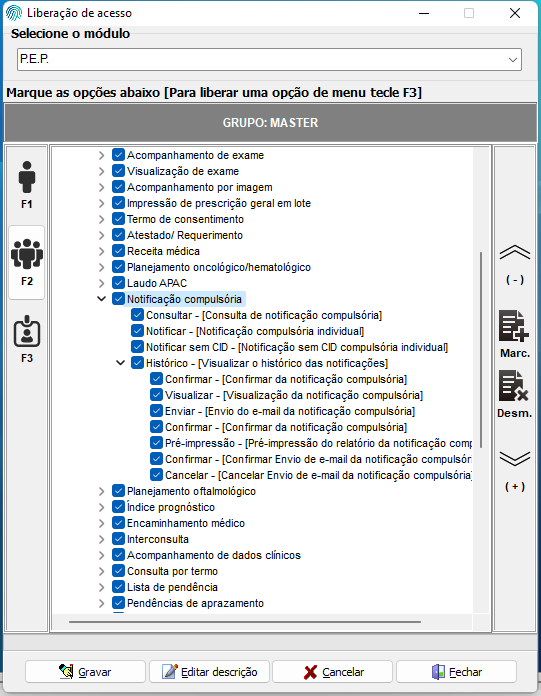 Liberação de acesso
Selecione o módulo
P.E.P.
Marque as opções abaixo [Para liberar uma opção de menu tecle F3]
GRUPO: MASTER
F1
F2
F3
Acompanhamento de exame
Visualização de exame
Acompanhamento por imagem
Impressão de prescrição geral em lote
Termo de consentimento
Atestado/ Requerimento
Receita médica
Planejamento oncológico/hematológico
Laudo APAC
Notificação compulsória
Consultar - [Consulta de notificação compulsória]
Notificar - [Notificação compulsória individual]
Notificar sem CID - [Notificação sem CID compulsória individual]
Histórico - [Visualizar o histórico das notificações]
Confirmar - [Confirmar da notificação compulsória]
Visualizar - [Visualização da notificação compulsória]
Enviar - [Envio do e-mail da notificação compulsória]
Confirmar - [Confirmar da notificação compulsória]
Pré-impressão - [Pré-impressão do relatório da notificação comp
Confirmar - [Confirmar Envio de e-mail da notificação compulsóri
Cancelar - [Cancelar Envio de e-mail da notificação compulsória
Planejamento oftalmológico
Índice prognóstico
Encaminhamento médico
Interconsulta
Acompanhamento de dados clínicos
Consulta por termo
Lista de pendência
Pendências de aprazamento
( - )
Marc.
Desm.
( + )
Gravar
Editar descrição
Cancelar
Fechar